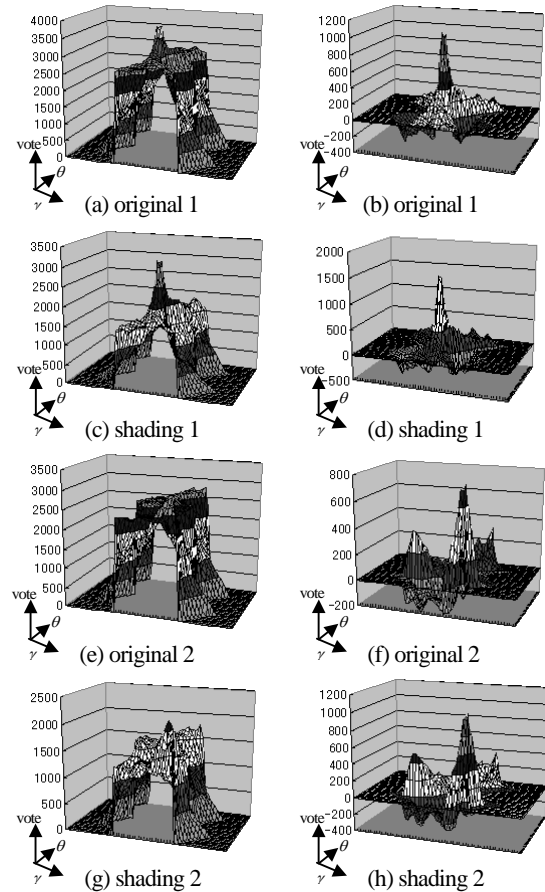 4000
3500
3000
2500
2000
1500
1000
500
0
vote
θ
γ
(a) original 1
1200
1000
800
600
400
200
0
-200
-400
vote
θ
γ
(b) original 1
3500
3000
2500
2000
1500
1000
500
0
vote
θ
γ
(c) shading 1
2000
1500
1000
500
0
-500
vote
θ
γ
(d) shading 1
3500
3000
2500
2000
1500
1000
500
0
vote
θ
γ
(e) original 2
800
600
400
200
0
-200
vote
θ
γ
(f) original 2
2500
2000
1500
1000
500
0
vote
θ
γ
(g) shading 2
1200
1000
800
600
400
200
0
-200
-400
vote
θ
γ
(h) shading 2